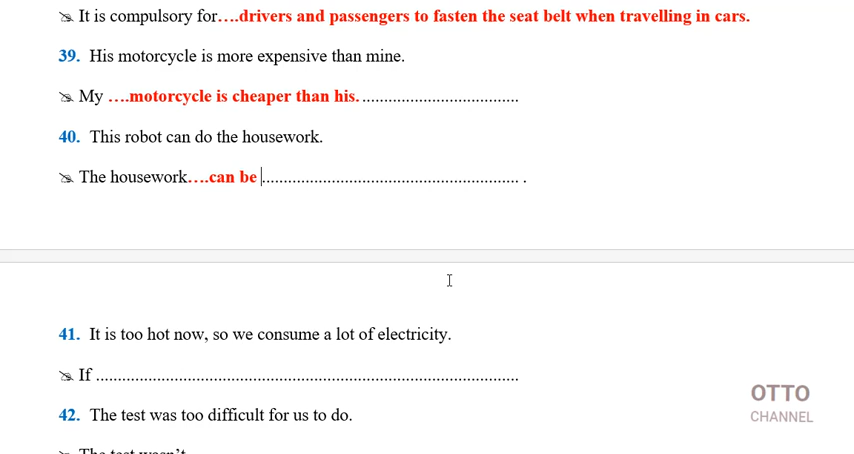 It is compulsory for….drivers and passengers to fasten the seat belt when travelling in cars.
39. His motorcycle is more expensive than mine.
My ….motorcycle is cheaper than his.....................................
40. This robot can do the housework.
The housework….can be ........................................................... .
41. It is too hot now, so we consume a lot of electricity.
If .................................................................................................
OTTO
CHANNEL
42. The test was too difficult for us to do.
The test wasn't